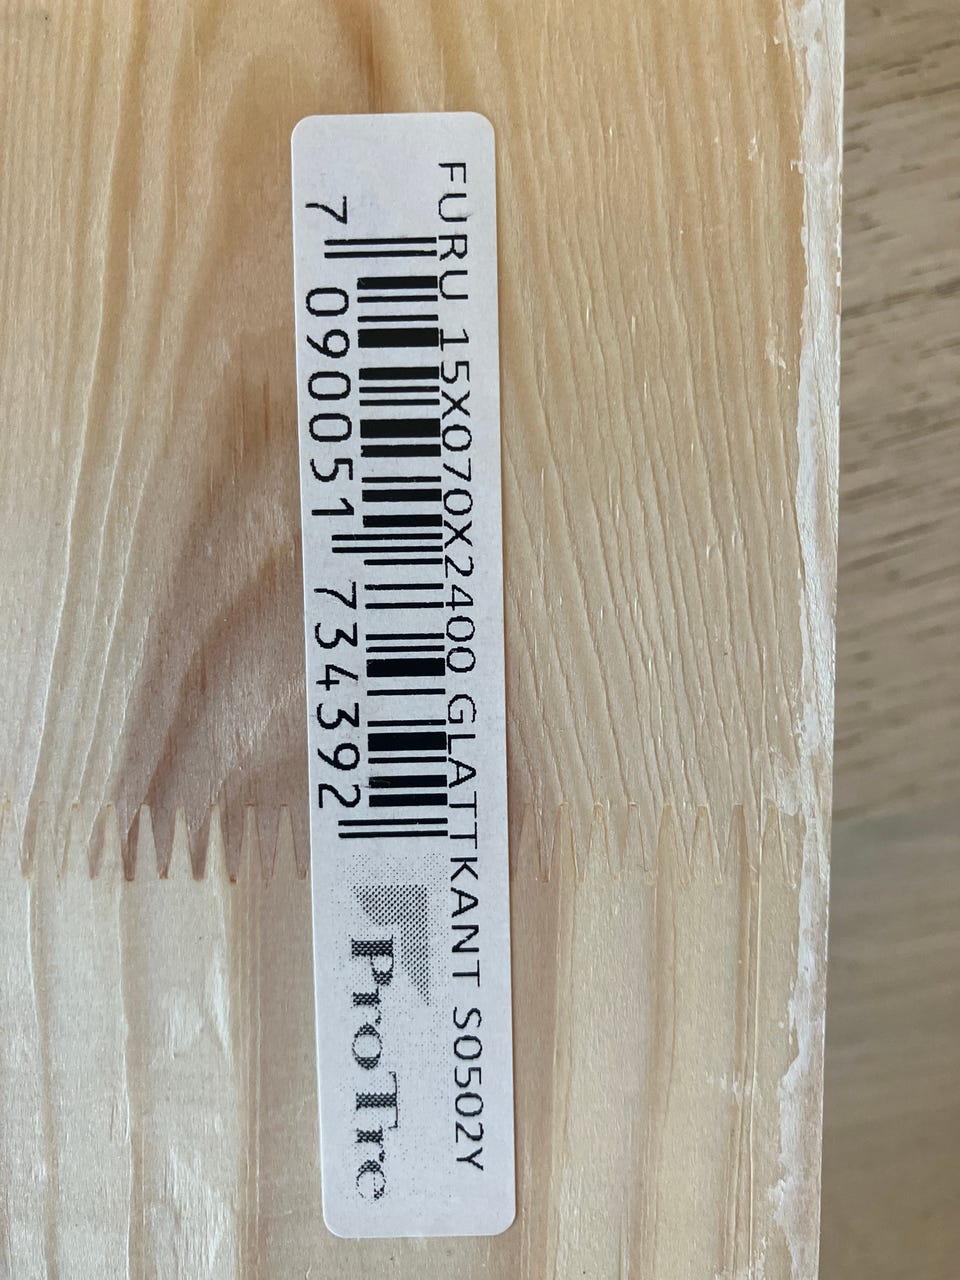 FURU 15X070X2400 GLATTKANT S0502Y
7 090051 734392
ProTre